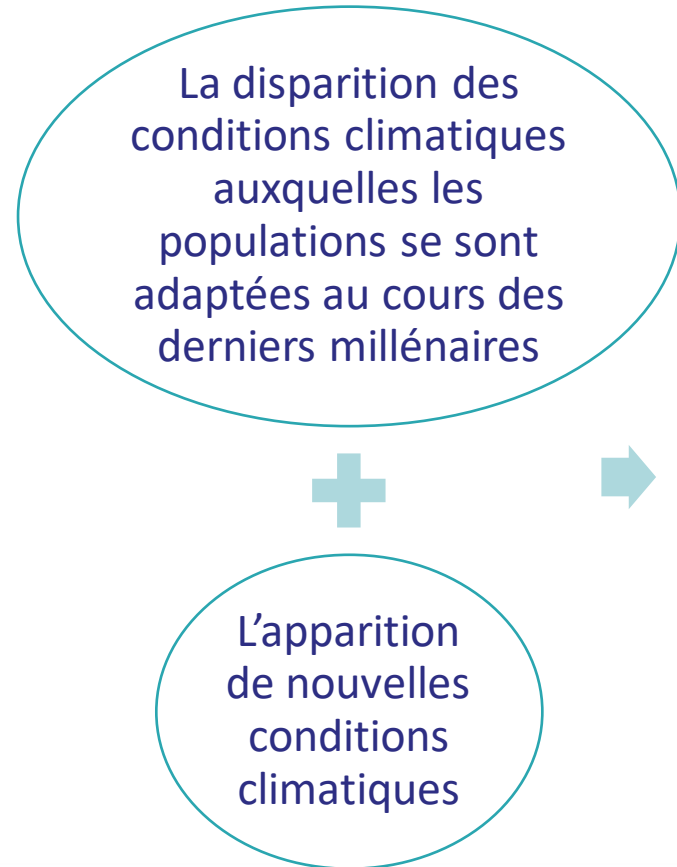 La disparition des
conditions climatiques
auxquelles les
populations se sont
adaptées au cours des
derniers millénaires
L’apparition
de nouvelles
conditions
climatiques